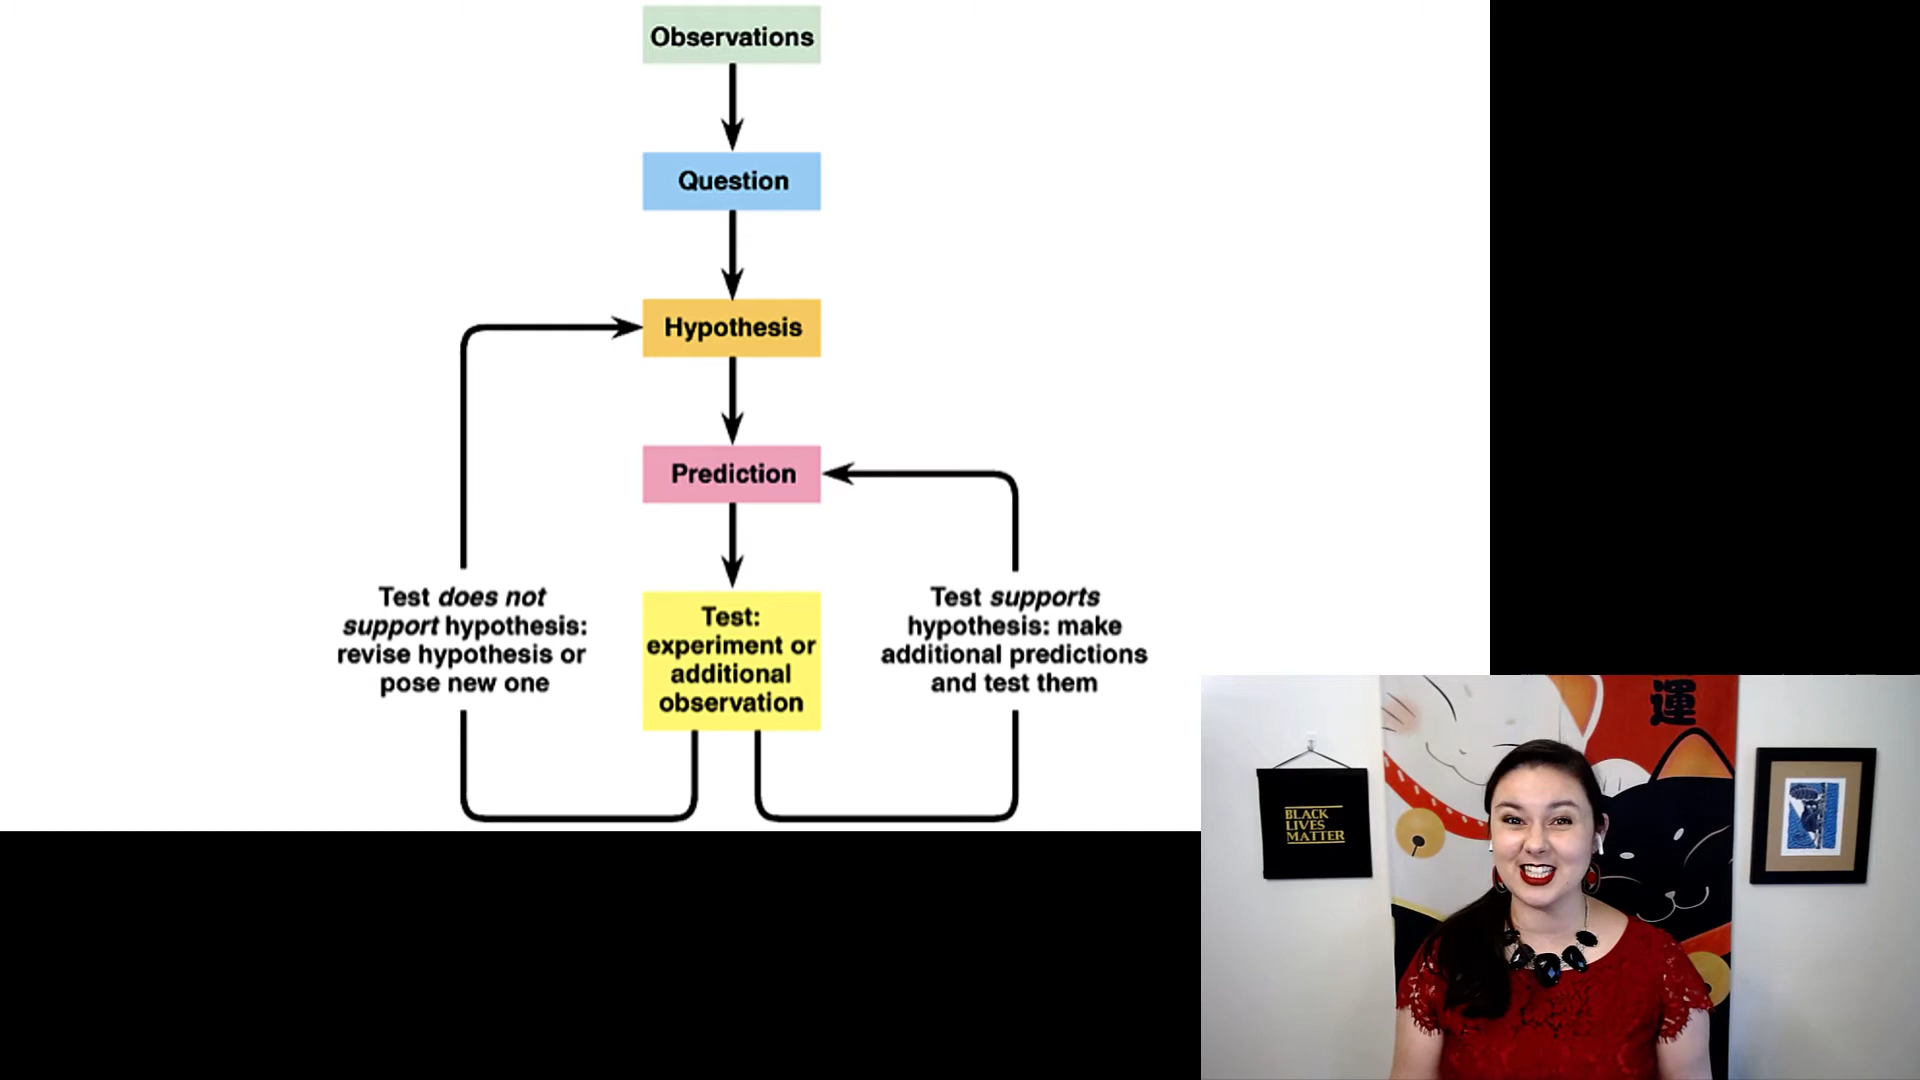 Observations
Question
Hypothesis
Prediction
Test:
experiment or
additional
observation
Test does not
support hypothesis:
revise hypothesis or
pose new one
Test supports
hypothesis: make
additional predictions
and test them
運
BLACK
LIVES
MATTER